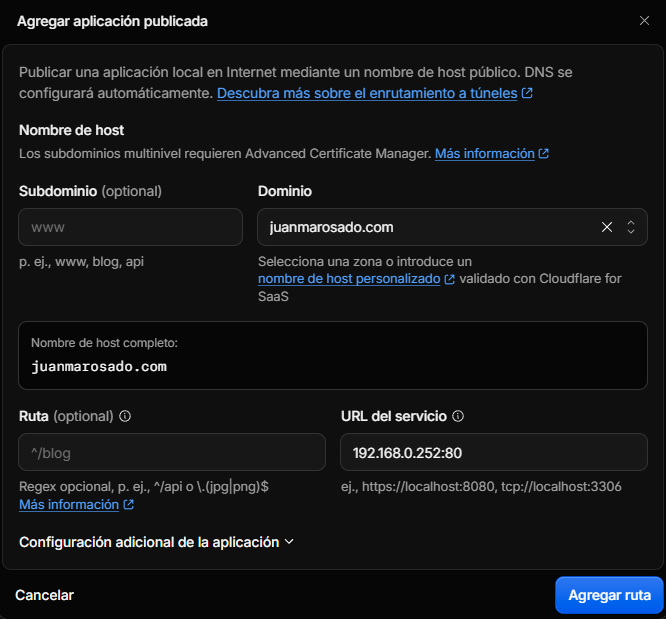 Agregar aplicación publicada
Publicar una aplicación local en Internet mediante un nombre de host público. DNS se
configurará automáticamente. Descubra más sobre el enrutamiento a túneles
Nombre de host
Los subdominios multinivel requieren Advanced Certificate Manager. Más información
Subdominio (optional)
Dominio
www
juanmarosado.com
p. ej., www, blog, api
Selecciona una zona o introduce un
nombre de host personalizado validado con Cloudflare for
SaaS
Nombre de host completo:
juanmarosado.com
Ruta (optional)
URL del servicio
^/blog
192.168.0.252:80
Regex opcional, p. ej., ^/api o \.(jpg|png)$
Más información
ej., https://localhost:8080, tcp://localhost:3306
Configuración adicional de la aplicación
Cancelar
Agregar ruta